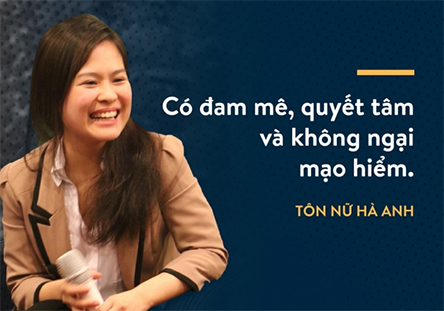 Có đam mê, quyết tâm
và không ngại
mạo hiểm.
TÔN NỮ HÀ ANH